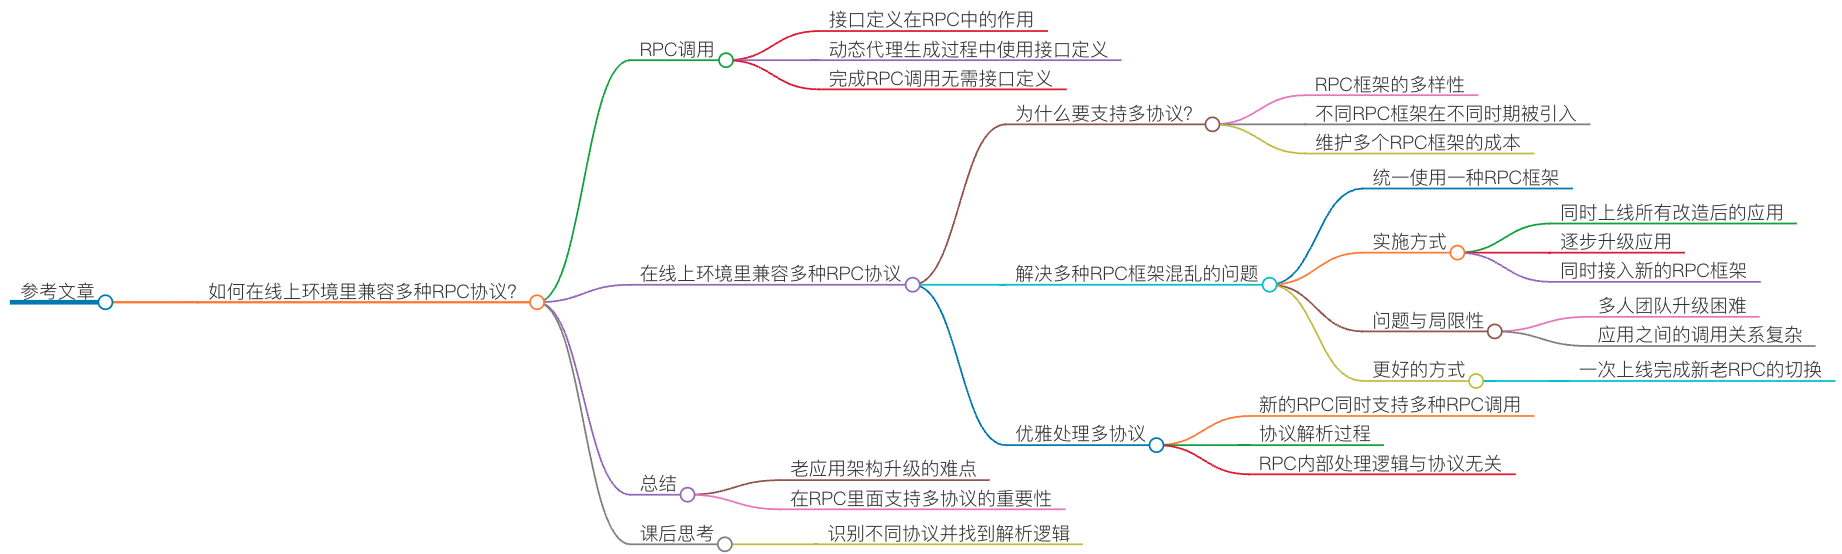 参考文章
如何在线上环境里兼容多种RPC协议？
RPC调用
接口定义在RPC中的作用
动态代理生成过程中使用接口定义
完成RPC调用无需接口定义
在线上环境里兼容多种RPC协议
为什么要支持多协议？
RPC框架的多样性
不同RPC框架在不同时期被引入
维护多个RPC框架的成本
解决多种RPC框架混乱的问题
统一使用一种RPC框架
实施方式
同时上线所有改造后的应用
逐步升级应用
同时接入新的RPC框架
问题与局限性
多人团队升级困难
应用之间的调用关系复杂
更好的方式
一次上线完成新老RPC的切换
优雅处理多协议
新的RPC同时支持多种RPC调用
协议解析过程
RPC内部处理逻辑与协议无关
总结
老应用架构升级的难点
在RPC里面支持多协议的重要性
课后思考
识别不同协议并找到解析逻辑